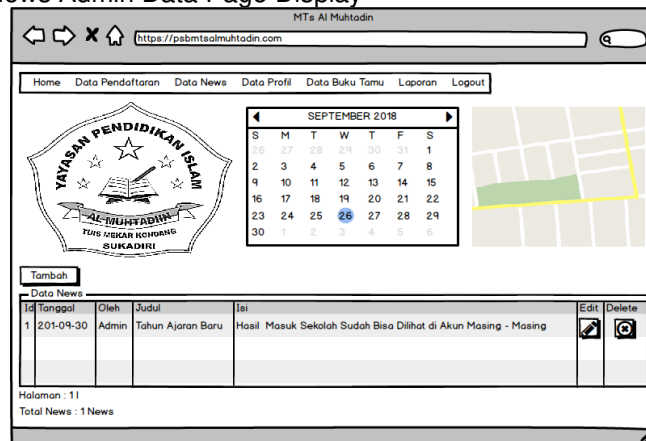 News Admin Data Page Display
MTs Al Muhtadin
https://psbmtsalmuhtadin.com
Home Data Pendaftaran Data News Data Profil Data Buku Tamu Laporan Logout
YAYASAN PENDIDIKAN ISLAM
AL-MUHTADIIN
TUIS MEKAR KONDANG
SUKADIRI
SEPTEMBER 2018
S M T W T F S
26 27 28 29 30 31 1
2 3 4 5 6 7 8
9 10 11 12 13 14 15
16 17 18 19 20 21 22
23 24 25 26 27 28 29
30 1 2 3 4 5 6
Tambah
Data News
Id Tanggal Oleh Judul Isi Edit Delete
1 201-09-30 Admin Tahun Ajaran Baru Hasil Masuk Sekolah Sudah Bisa Dilihat di Akun Masing - Masing
Halaman : 1 |
Total News : 1 News